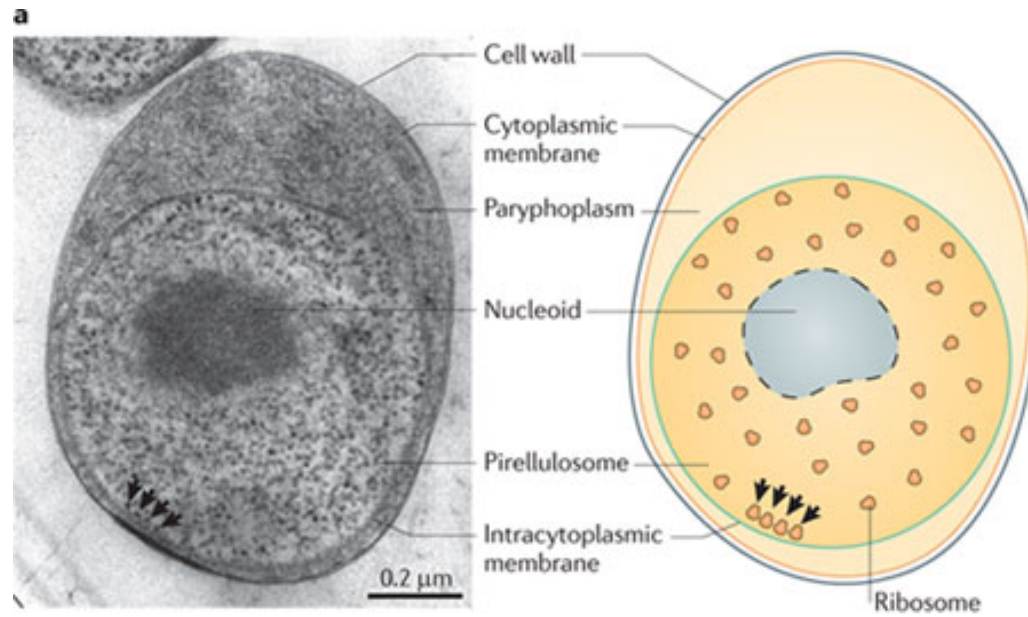 a
Cell wall
Cytoplasmic
membrane
Paryphoplasm
Nucleoid
Pirellulosome
Intracytoplasmic
membrane
0.2 μm
Ribosome